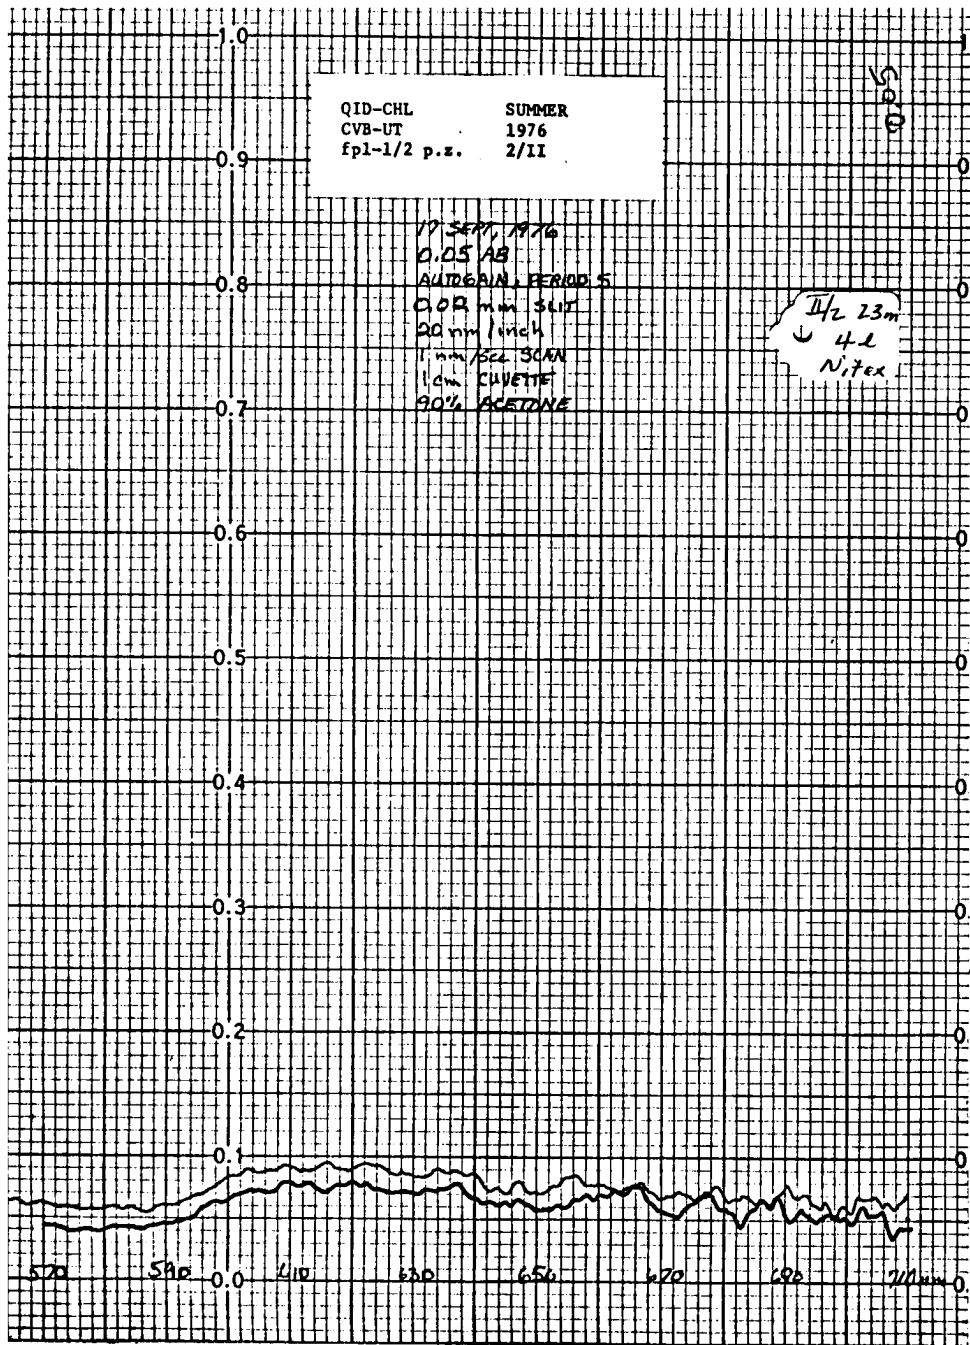 1.0
QID-CHL SUMMER
CVB-UT 1976
fpl-1/2 p.z. 2/II
0.05
0.9
17 SEPT, 1976
0.05 AB
AUTOGAIN, PERIOD 5
0.02 mm SLIT
20 nm/inch
1 nm/sec SCAN
1 cm CUVETTE
90% ACETONE
0.8
II/2 23m
↓ 4 l
Nitex
0.7
0.6
0.5
0.4
0.3
0.2
0.1
570 590 610 630 650 670 690 710 nm
0.0